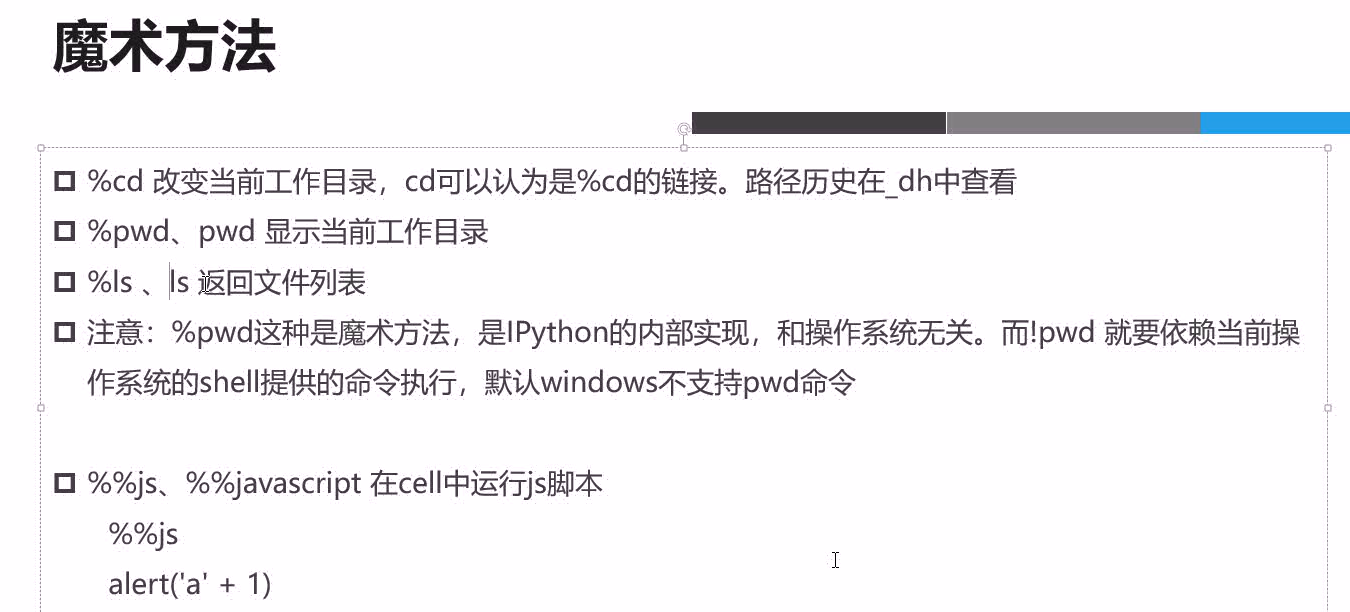 魔术方法
%cd 改变当前工作目录，cd可以认为是%cd的链接。路径历史在_dh中查看
%pwd、pwd 显示当前工作目录
%ls 、ls 返回文件列表
注意：%pwd这种是魔术方法，是IPython的内部实现，和操作系统无关。而!pwd 就要依赖当前操
作系统的shell提供的命令执行，默认windows不支持pwd命令
%%js、%%javascript 在cell中运行js脚本
%%js
alert('a' + 1)